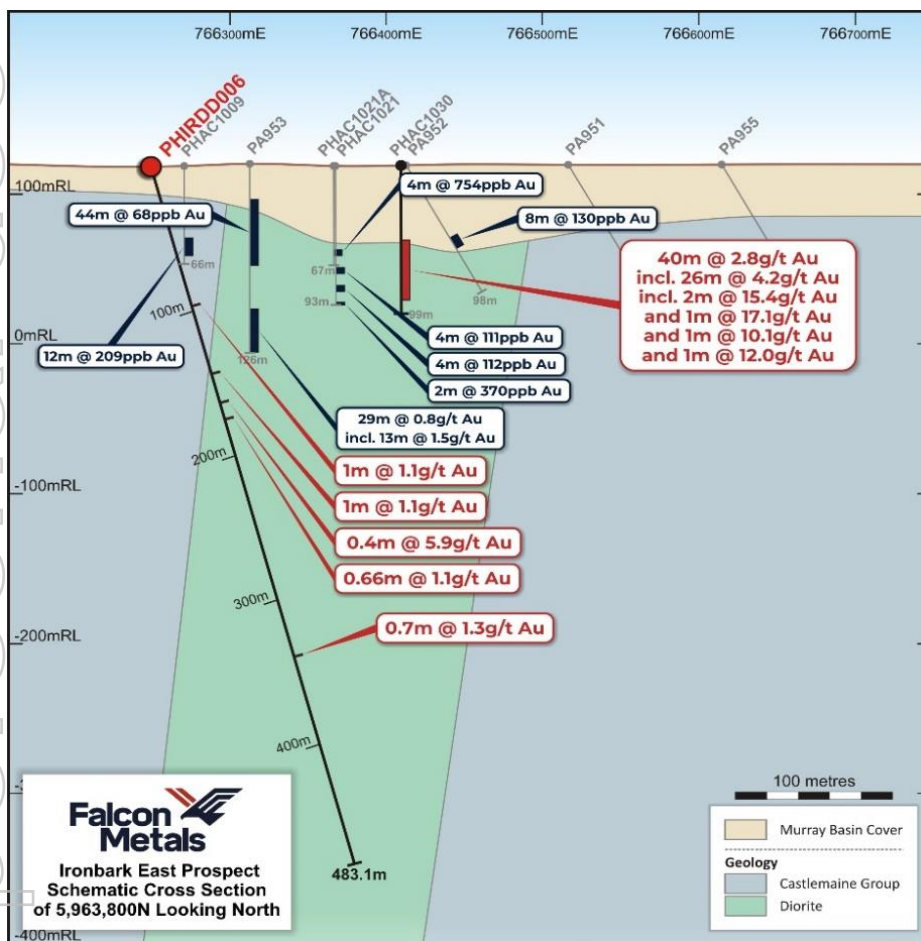 766300mE
766400mE
766500mE
766600mE
766700mE
PHIRDD006
PHAC1009
PA953
PHAC1021A
PHAC1021
PHAC1030
PA952
PA951
PA955
100mRL
0mRL
-100mRL
-200mRL
-400mRL
44m @ 68ppb Au
12m @ 209ppb Au
4m @ 754ppb Au
8m @ 130ppb Au
66m
67m
93m
99m
98m
126m
40m @ 2.8g/t Au
incl. 26m @ 4.2g/t Au
incl. 2m @ 15.4g/t Au
and 1m @ 17.1g/t Au
and 1m @ 10.1g/t Au
and 1m @ 12.0g/t Au
4m @ 111ppb Au
4m @ 112ppb Au
2m @ 370ppb Au
29m @ 0.8g/t Au
incl. 13m @ 1.5g/t Au
1m @ 1.1g/t Au
1m @ 1.1g/t Au
0.4m @ 5.9g/t Au
0.66m @ 1.1g/t Au
0.7m @ 1.3g/t Au
100m
200m
300m
400m
483.1m
Falcon
Metals
Ironbark East Prospect
Schematic Cross Section
of 5,963,800N Looking North
100 metres
Murray Basin Cover
Geology
Castlemaine Group
Diorite